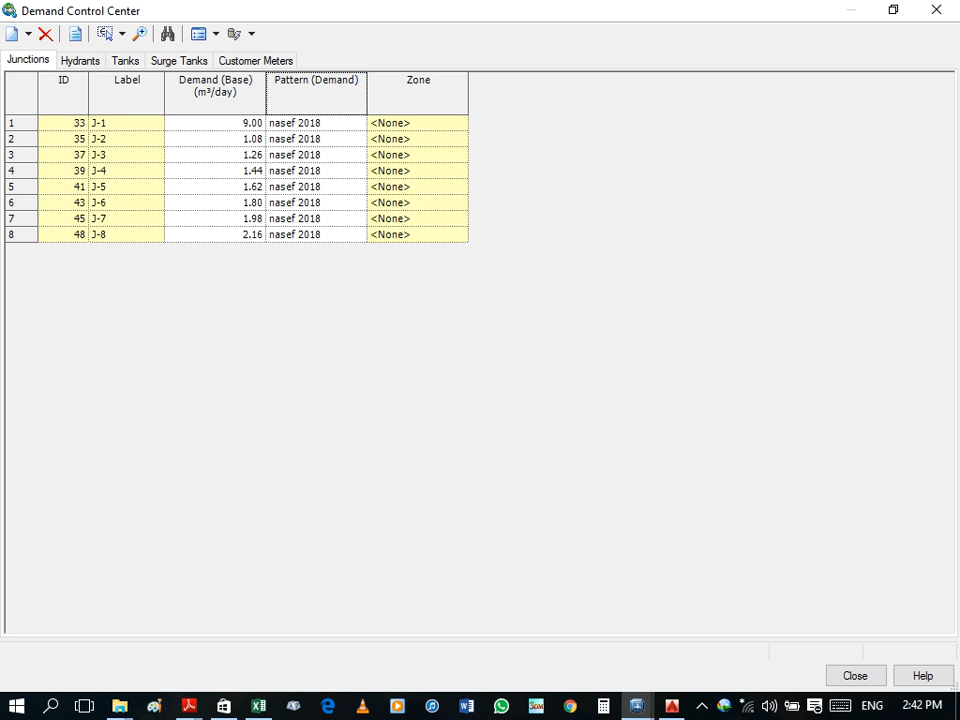 Demand Control Center
Junctions Hydrants Tanks Surge Tanks Customer Meters
ID Label Demand (Base) (m³/day) Pattern (Demand) Zone
1 33 J-1 9.00 nasef 2018 <None>
2 35 J-2 1.08 nasef 2018 <None>
3 37 J-3 1.26 nasef 2018 <None>
4 39 J-4 1.44 nasef 2018 <None>
5 41 J-5 1.62 nasef 2018 <None>
6 43 J-6 1.80 nasef 2018 <None>
7 45 J-7 1.98 nasef 2018 <None>
8 48 J-8 2.16 nasef 2018 <None>
Close Help
ENG 2:42 PM